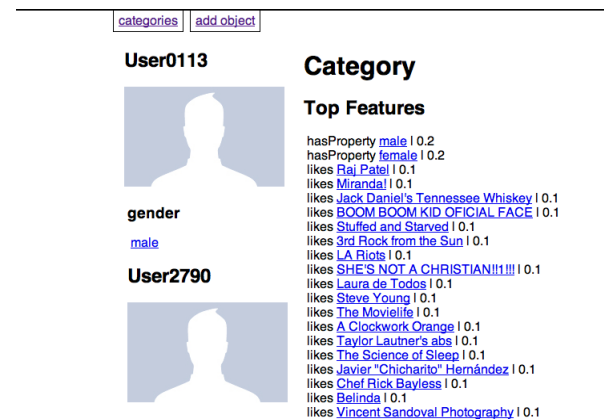 categories add object
User0113
gender
male
User2790
Category
Top Features
hasProperty male | 0.2
hasProperty female | 0.2
likes Raj Patel | 0.1
likes Miranda! | 0.1
likes Jack Daniel's Tennessee Whiskey | 0.1
likes BOOM BOOM KID OFICIAL FACE | 0.1
likes Stuffed and Starved | 0.1
likes 3rd Rock from the Sun | 0.1
likes LA Riots | 0.1
likes SHE'S NOT A CHRISTIAN!!1!!! | 0.1
likes Laura de Todos | 0.1
likes Steve Young | 0.1
likes The Movielife | 0.1
likes A Clockwork Orange | 0.1
likes Taylor Lautner's abs | 0.1
likes The Science of Sleep | 0.1
likes Javier "Chicharito" Hernández | 0.1
likes Chef Rick Bayless | 0.1
likes Belinda | 0.1
likes Vincent Sandoval Photography | 0.1